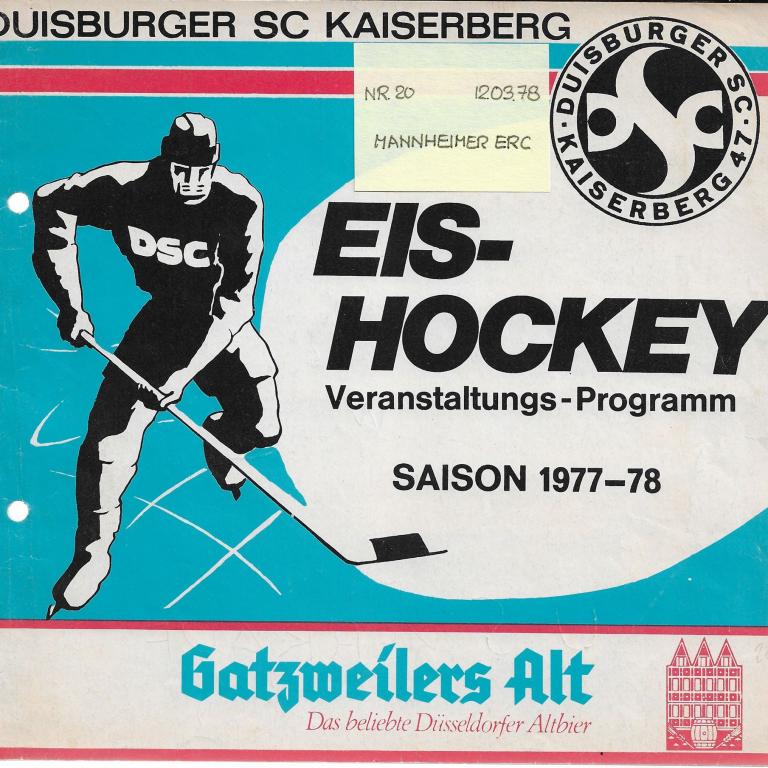 DUISBURGER SC KAISERBERG
DUISBURGER SC · KAISERBERG 47 ·
NR. 20 12.03.78
MANNHEIMER ERC
DSC
EIS-
HOCKEY
Veranstaltungs-Programm
SAISON 1977–78
Gatzweilers Alt
Das beliebte Düsseldorfer Altbier